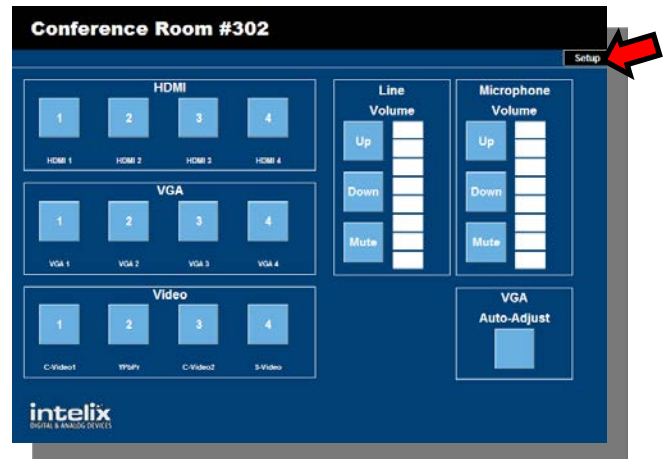 Conference Room #302
Setup
HDMI
1 2 3 4
HDMI 1 HDMI 2 HDMI 3 HDMI 4
VGA
1 2 3 4
VGA 1 VGA 2 VGA 3 VGA 4
Video
1 2 3 4
C-Video1 YPbPr C-Video2 S-Video
Line
Volume
Up
Down
Mute
Microphone
Volume
Up
Down
Mute
VGA
Auto-Adjust
intelix
DIGITAL & ANALOG DEVICES